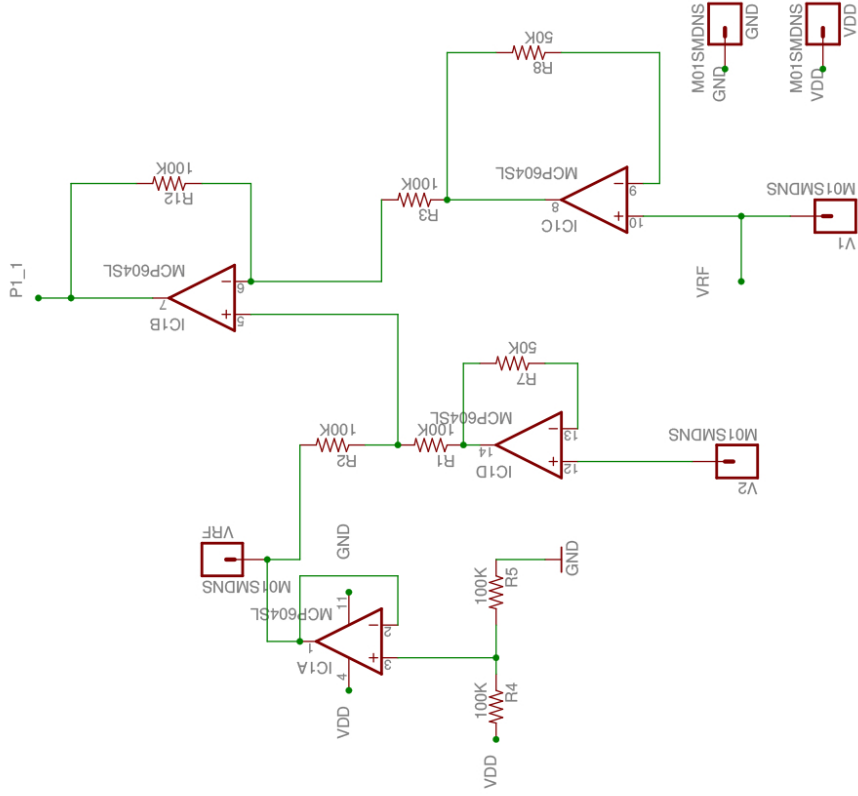 50K
R8
M01SMDNS
GND
GND
M01SMDNS
VDD
VDD
100K
R12
100K
R3
MCP604SL
9
8
10
IC1C
M01SMDNS
V1
VRF
P1_1
MCP604SL
6
7
5
IC1B
50K
R7
100K
R2
100K
R1
MCP604SL
13
14
12
IC1D
M01SMDNS
V2
VRF
M01SMDNS
GND
MCP604SL
11
2
1
3
IC1A
4
VDD
GND
100K
R5
100K
R4
VDD